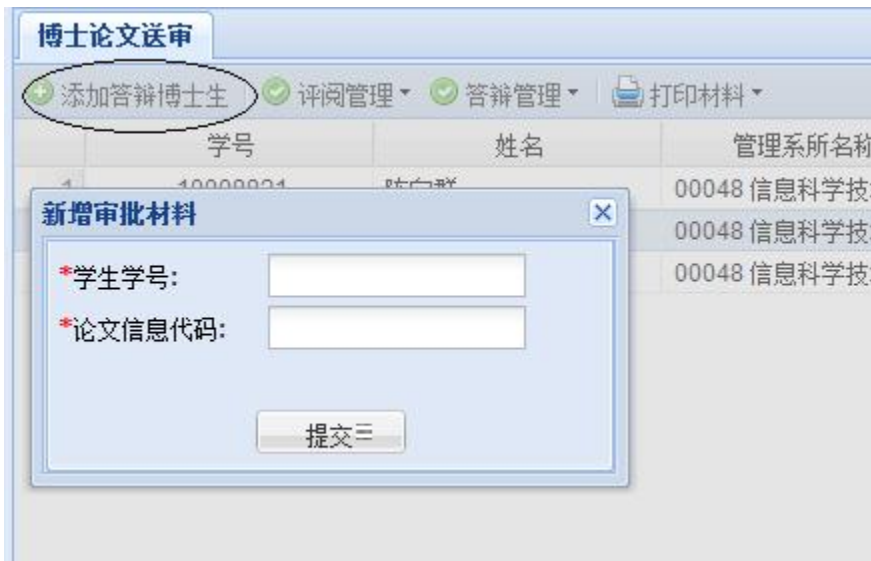 博士论文送审
添加答辩博士生 评阅管理 答辩管理 打印材料
学号 姓名 管理系所名称
00048 信息科学技
新增审批材料
00048 信息科学技
*学生学号:
00048 信息科学技
*论文信息代码:
提交